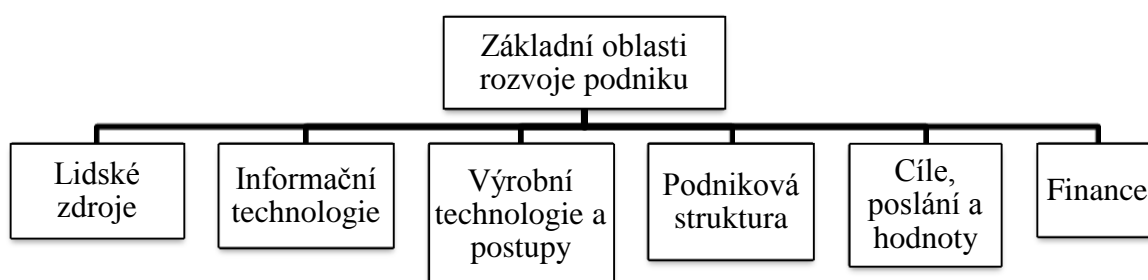 Základní oblasti
rozvoje podniku
Lidské
zdroje
Informační
technologie
Výrobní
technologie a
postupy
Podniková
struktura
Cíle,
poslání a
hodnoty
Finance